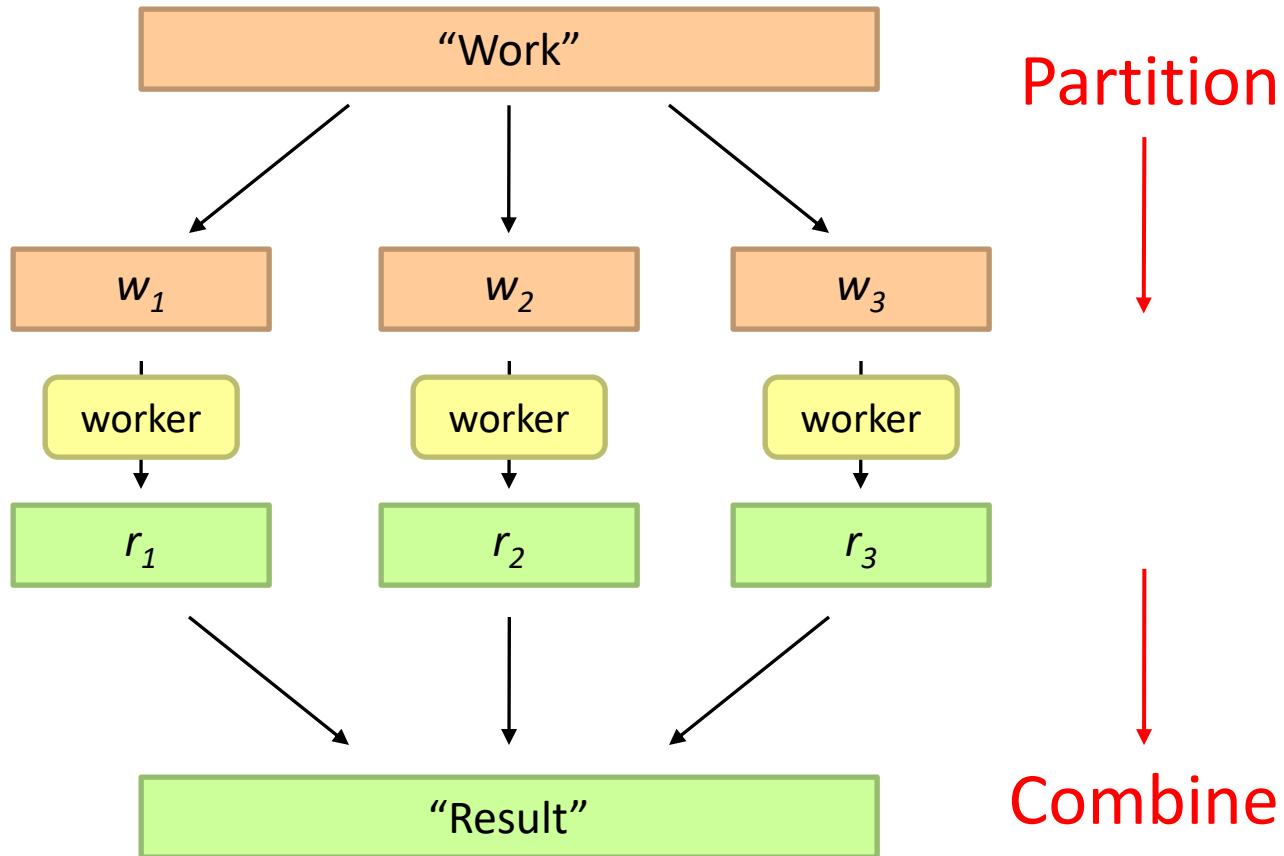 “Work”
Partition
w1
w2
w3
worker
worker
worker
r1
r2
r3
“Result”
Combine